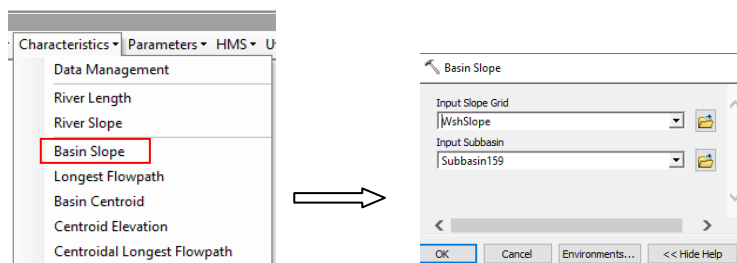 Characteristics Parameters HMS
Data Management
River Length
River Slope
Basin Slope
Longest Flowpath
Basin Centroid
Centroid Elevation
Centroidal Longest Flowpath
Basin Slope
Input Slope Grid
WshSlope
Input Subbasin
Subbasin159
OK Cancel Environments... << Hide Help